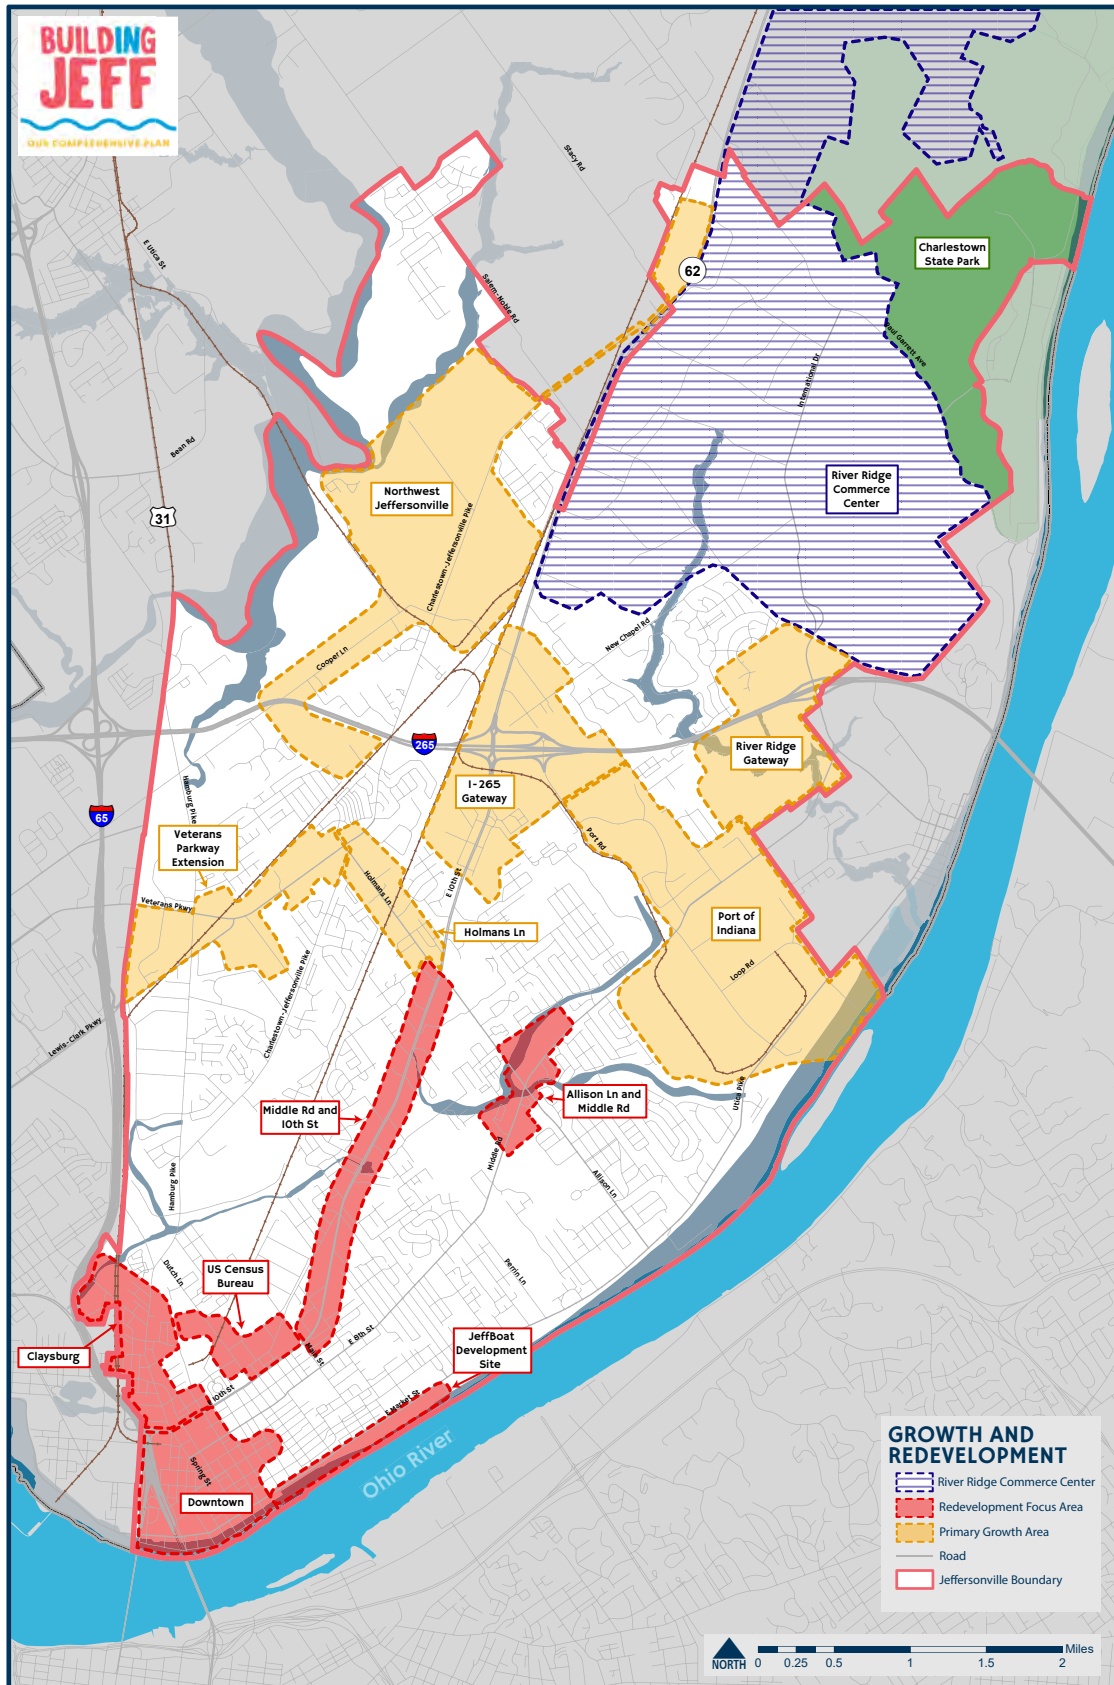 BUILDING
JEFF
OUR COMPREHENSIVE PLAN
Stacy Rd
E Utica St
Salem-Noble Rd
62
Charlestown
State Park
Paul Garrett Ave
International Dr
Bean Rd
31
Northwest
Jeffersonville
Charlestown-Jeffersonville Pike
River Ridge
Commerce
Center
New Chapel Rd
Cooper Ln
265
River Ridge
Gateway
I-265
Gateway
Hamburg Pike
65
Veterans
Parkway
Extension
Port Rd
Holmans Ln
E 10th St
Veterans Pkwy
Holmans Ln
Port of
Indiana
Loop Rd
Charlestown-Jeffersonville Pike
Lewis-Clark Pkwy
Utica Pike
Middle Rd and
10th St
Allison Ln and
Middle Rd
Middle Rd
Allison Ln
Hamburg Pike
Dutch Ln
US Census
Bureau
Perrin Ln
E 8th St
Main St
JeffBoat
Development
Site
Claysburg
10th St
E Market St
Ohio River
Spring St
Downtown
GROWTH AND
REDEVELOPMENT
River Ridge Commerce Center
Redevelopment Focus Area
Primary Growth Area
Road
Jeffersonville Boundary
NORTH
0 0.25 0.5 1 1.5 2
Miles